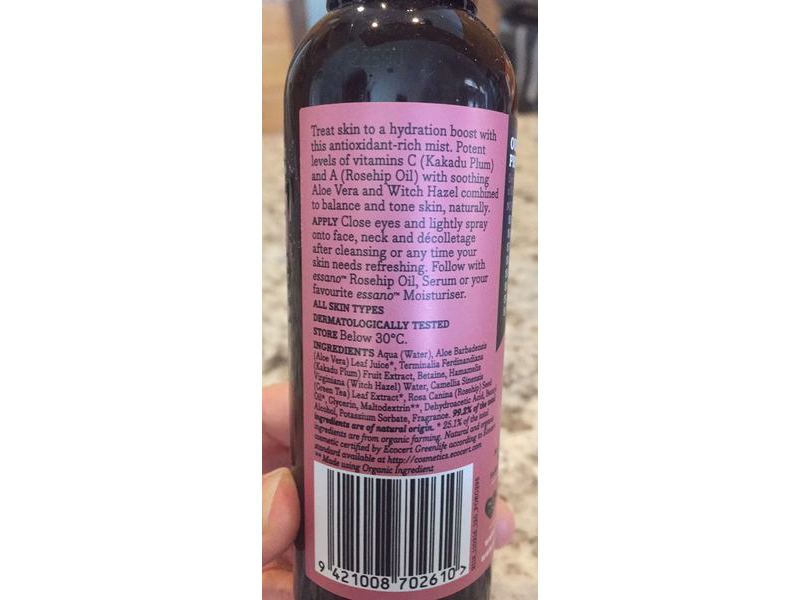 Treat skin to a hydration boost with
this antioxidant-rich mist. Potent
levels of vitamins C (Kakadu Plum)
and A (Rosehip Oil) with soothing
Aloe Vera and Witch Hazel combined
to balance and tone skin, naturally.
APPLY Close eyes and lightly spray
onto face, neck and décolletage
after cleansing or any time your
skin needs refreshing. Follow with
essano™ Rosehip Oil, Serum or your
favourite essano™ Moisturiser.
ALL SKIN TYPES
DERMATOLOGICALLY TESTED
STORE Below 30°C.
INGREDIENTS Aqua (Water), Aloe Barbadensis
(Aloe Vera) Leaf Juice*, Terminalia Ferdinandiana
(Kakadu Plum) Fruit Extract, Betaine, Hamamelis
Virginiana (Witch Hazel) Water, Camellia Sinensis
(Green Tea) Leaf Extract*, Rosa Canina (Rosehip) Seed
Oil*, Glycerin, Maltodextrin**, Dehydroacetic Acid, Benzyl
Alcohol, Potassium Sorbate, Fragrance. 99.2% of the total
ingredients are of natural origin. * 25.1% of the total
ingredients are from organic farming. Natural and organic
cosmetic certified by Ecocert Greenlife according to Ecocert
standard available at http://cosmetics.ecocert.com
** Made using Organic Ingredient
9 421008 702610 >